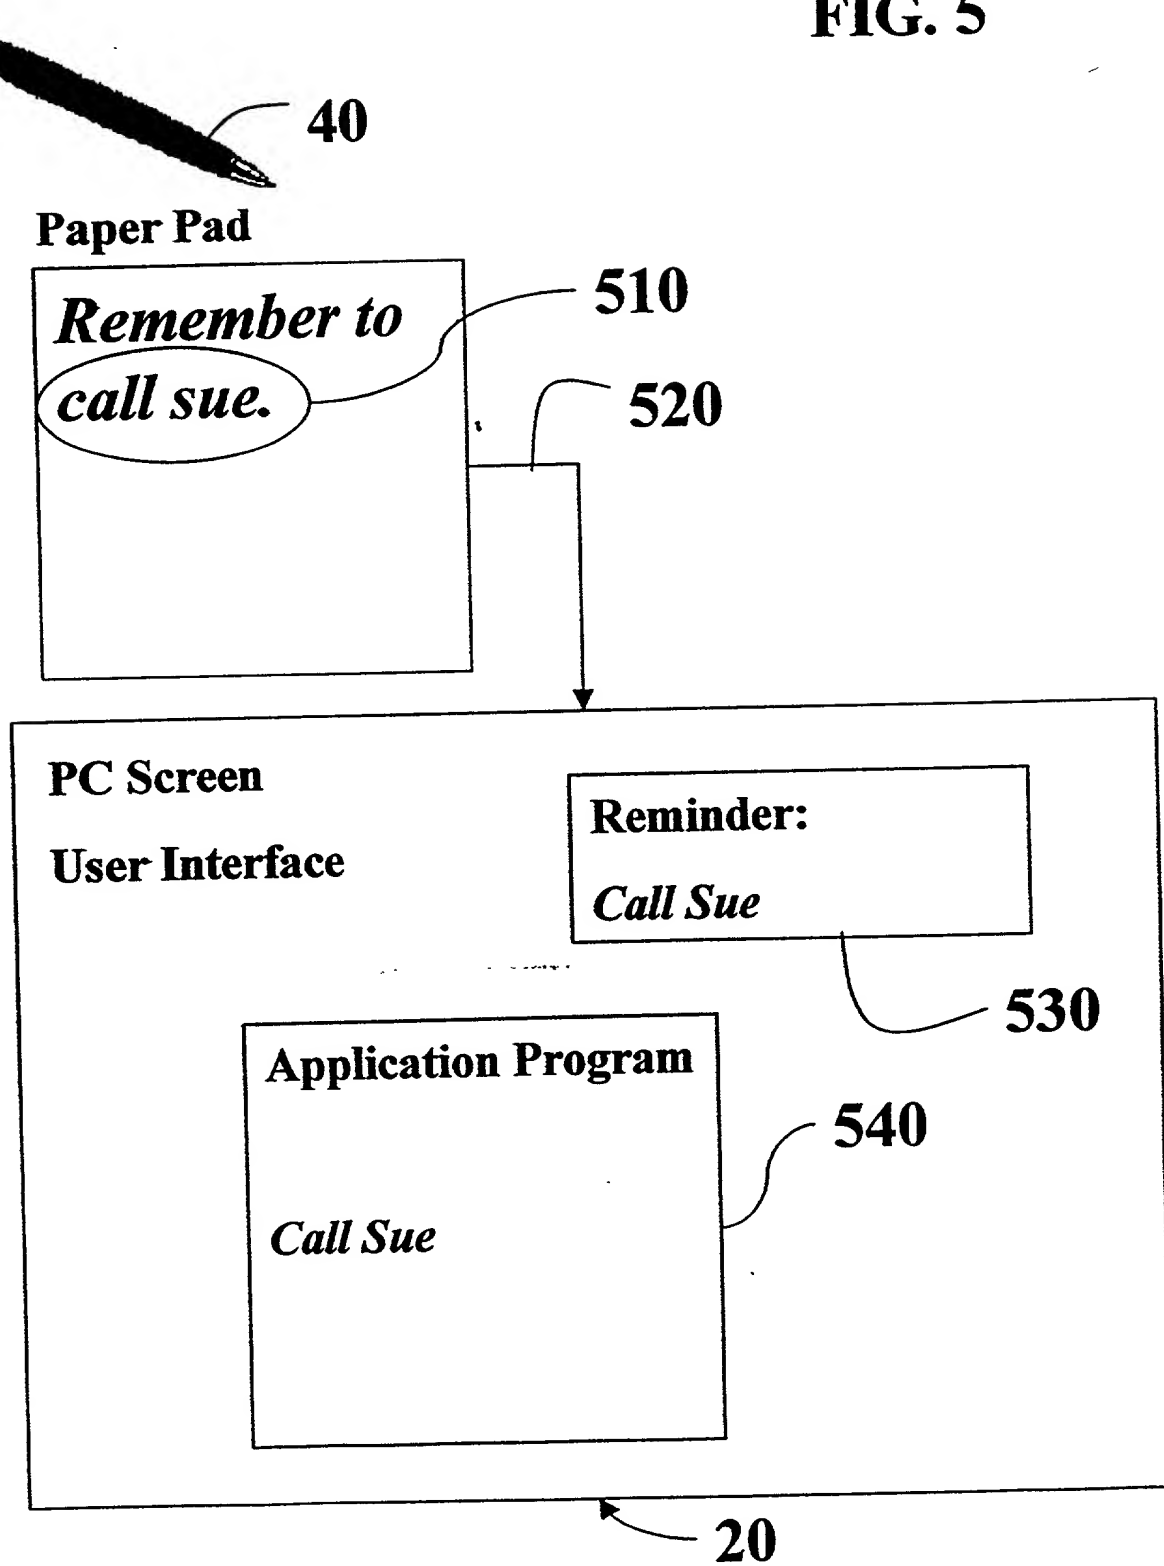 FIG. 5
40
Paper Pad
Remember to
510
call sue.
520
PC Screen
User Interface
Reminder:
Call Sue
530
Application Program
540
Call Sue
20